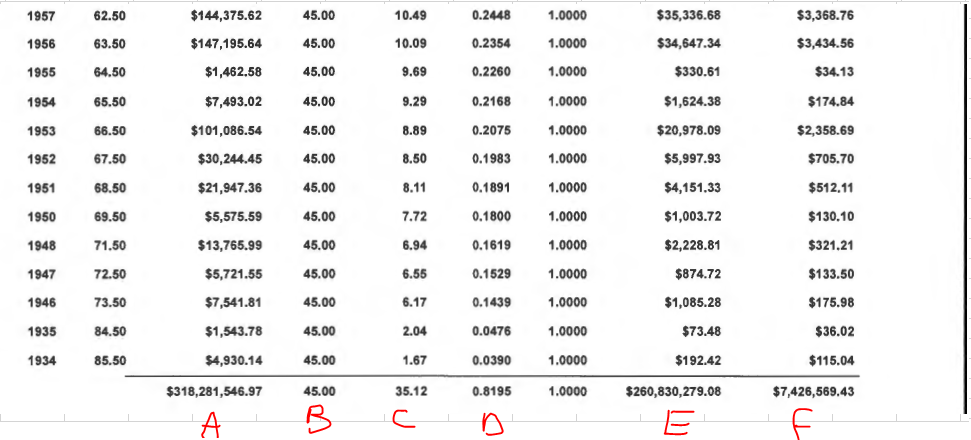 1957 62.50 $144,375.62 45.00 10.49 0.2448 1.0000 $35,336.68 $3,368.76
1956 63.50 $147,195.64 45.00 10.09 0.2354 1.0000 $34,647.34 $3,434.56
1955 64.50 $1,462.58 45.00 9.69 0.2260 1.0000 $330.61 $34.13
1954 65.50 $7,493.02 45.00 9.29 0.2168 1.0000 $1,624.38 $174.84
1953 66.50 $101,086.54 45.00 8.89 0.2075 1.0000 $20,978.09 $2,358.69
1952 67.50 $30,244.45 45.00 8.50 0.1983 1.0000 $5,997.93 $705.70
1951 68.50 $21,947.36 45.00 8.11 0.1891 1.0000 $4,151.33 $512.11
1950 69.50 $5,575.59 45.00 7.72 0.1800 1.0000 $1,003.72 $130.10
1948 71.50 $13,765.99 45.00 6.94 0.1619 1.0000 $2,228.81 $321.21
1947 72.50 $5,721.55 45.00 6.55 0.1529 1.0000 $874.72 $133.50
1946 73.50 $7,541.81 45.00 6.17 0.1439 1.0000 $1,085.28 $175.98
1935 84.50 $1,543.78 45.00 2.04 0.0476 1.0000 $73.48 $36.02
1934 85.50 $4,930.14 45.00 1.67 0.0390 1.0000 $192.42 $115.04
$318,281,546.97 45.00 35.12 0.8195 1.0000 $260,830,279.08 $7,426,569.43
A B C D E F